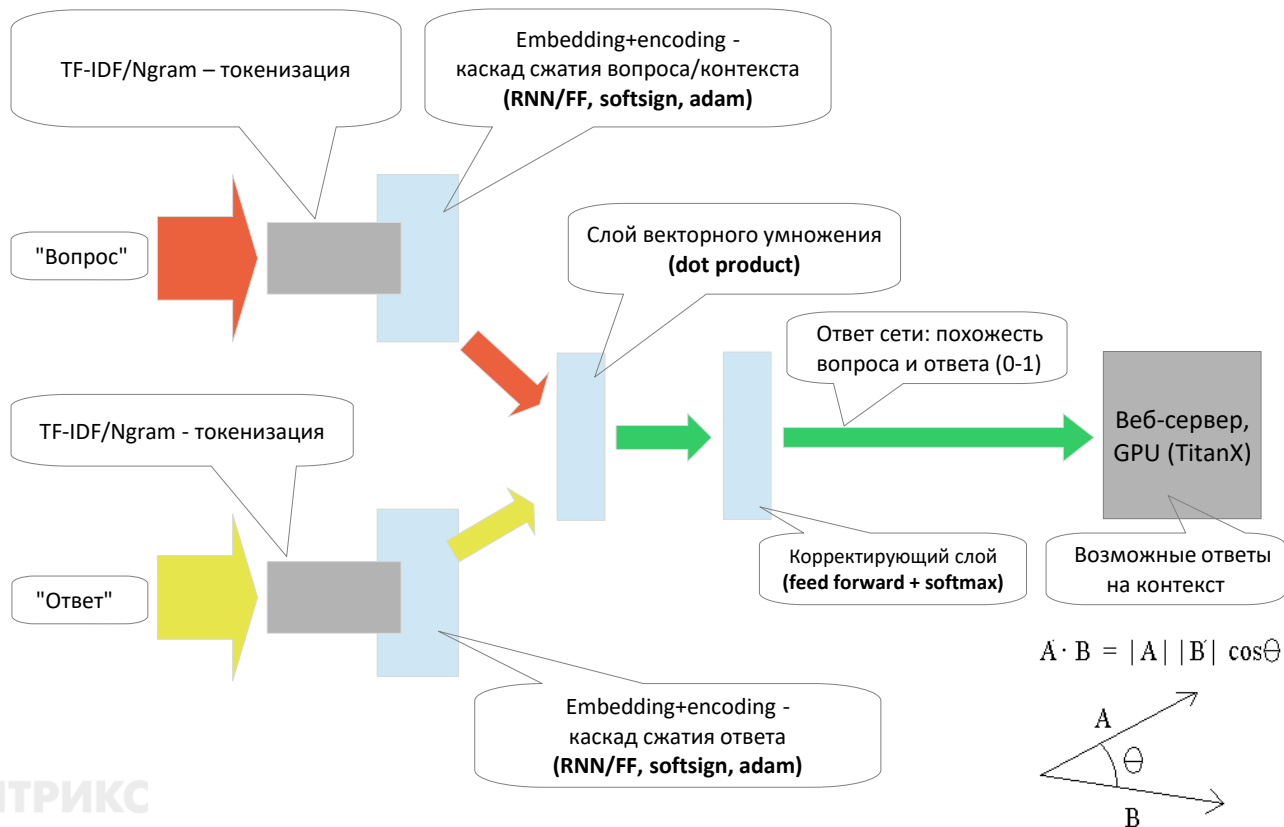 TF-IDF/Ngram – токенизация
Embedding+encoding -
каскад сжатия вопроса/контекста
(RNN/FF, softsign, adam)
"Вопрос"
Слой векторного умножения
(dot product)
Ответ сети: похожесть
вопроса и ответа (0-1)
Веб-сервер,
GPU (TitanX)
TF-IDF/Ngram - токенизация
"Ответ"
Корректирующий слой
(feed forward + softmax)
Возможные ответы
на контекст
Embedding+encoding -
каскад сжатия ответа
(RNN/FF, softsign, adam)
A · B = |A| |B| cosθ
A
θ
B
ІТРИКС